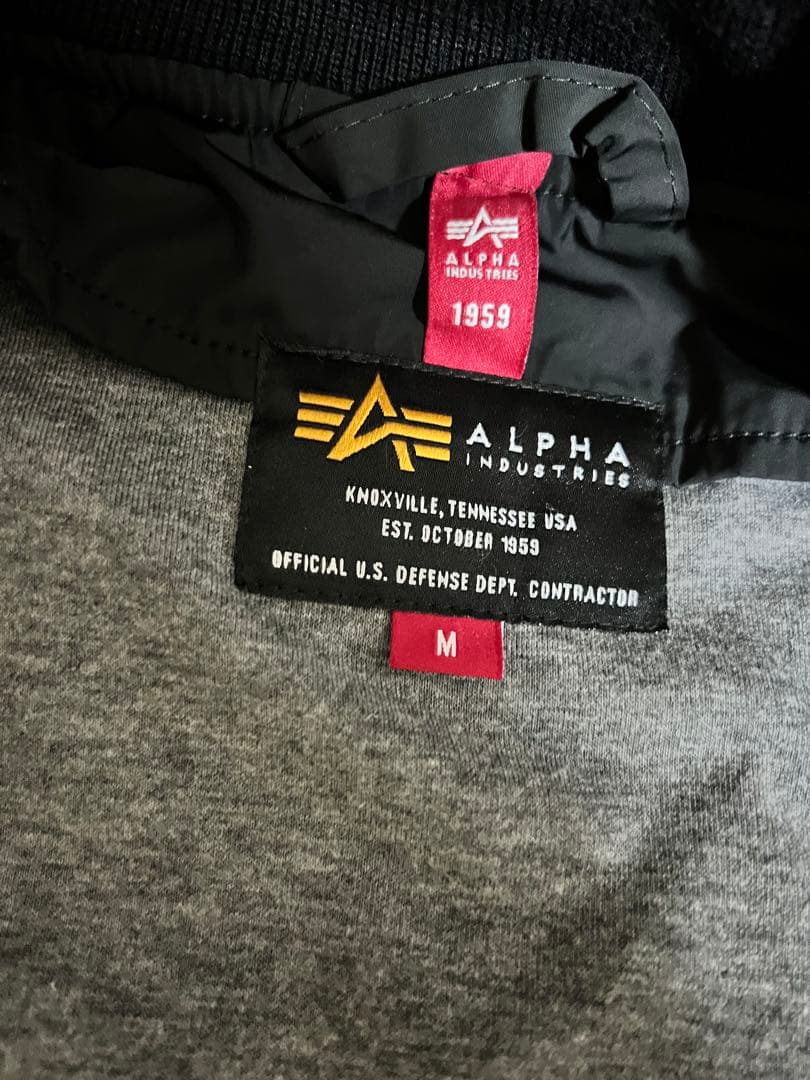 ALPHA
INDUSTRIES
1959
ALPHA
INDUSTRIES
KNOXVILLE, TENNESSEE USA
EST. OCTOBER 1959
OFFICIAL U.S. DEFENSE DEPT. CONTRACTOR
M